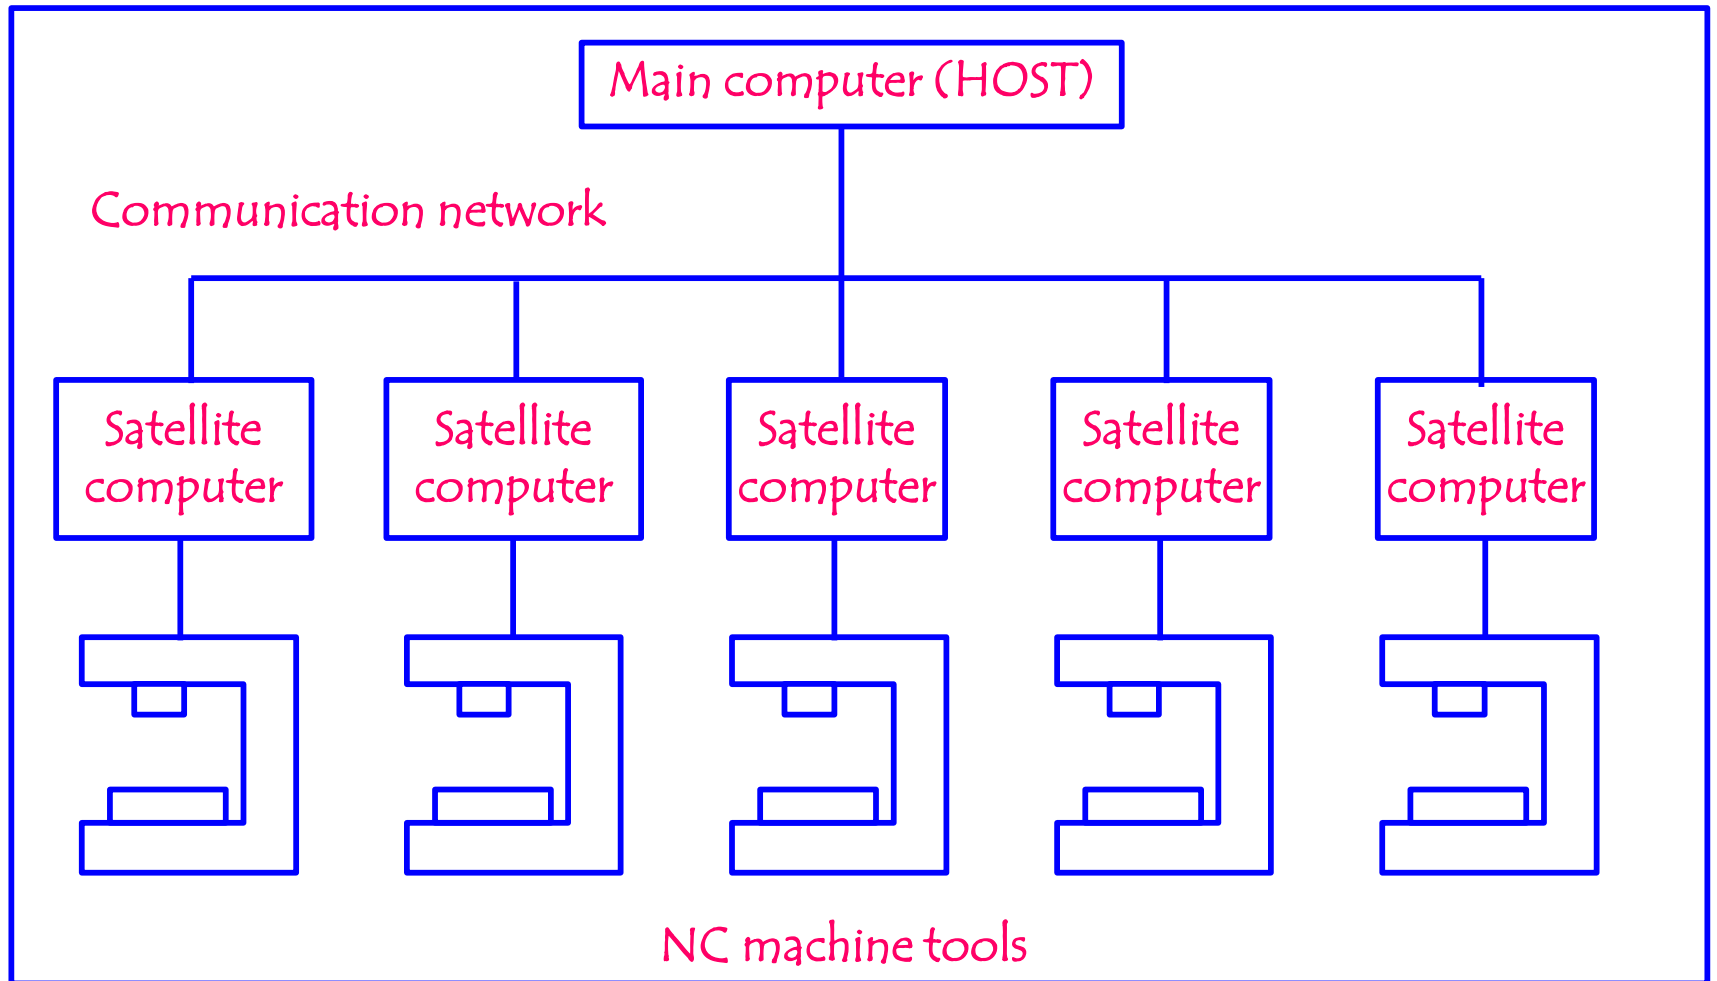 Main computer (HOST)
Communication network
Satellite
computer
Satellite
computer
Satellite
computer
Satellite
computer
Satellite
computer
NC machine tools